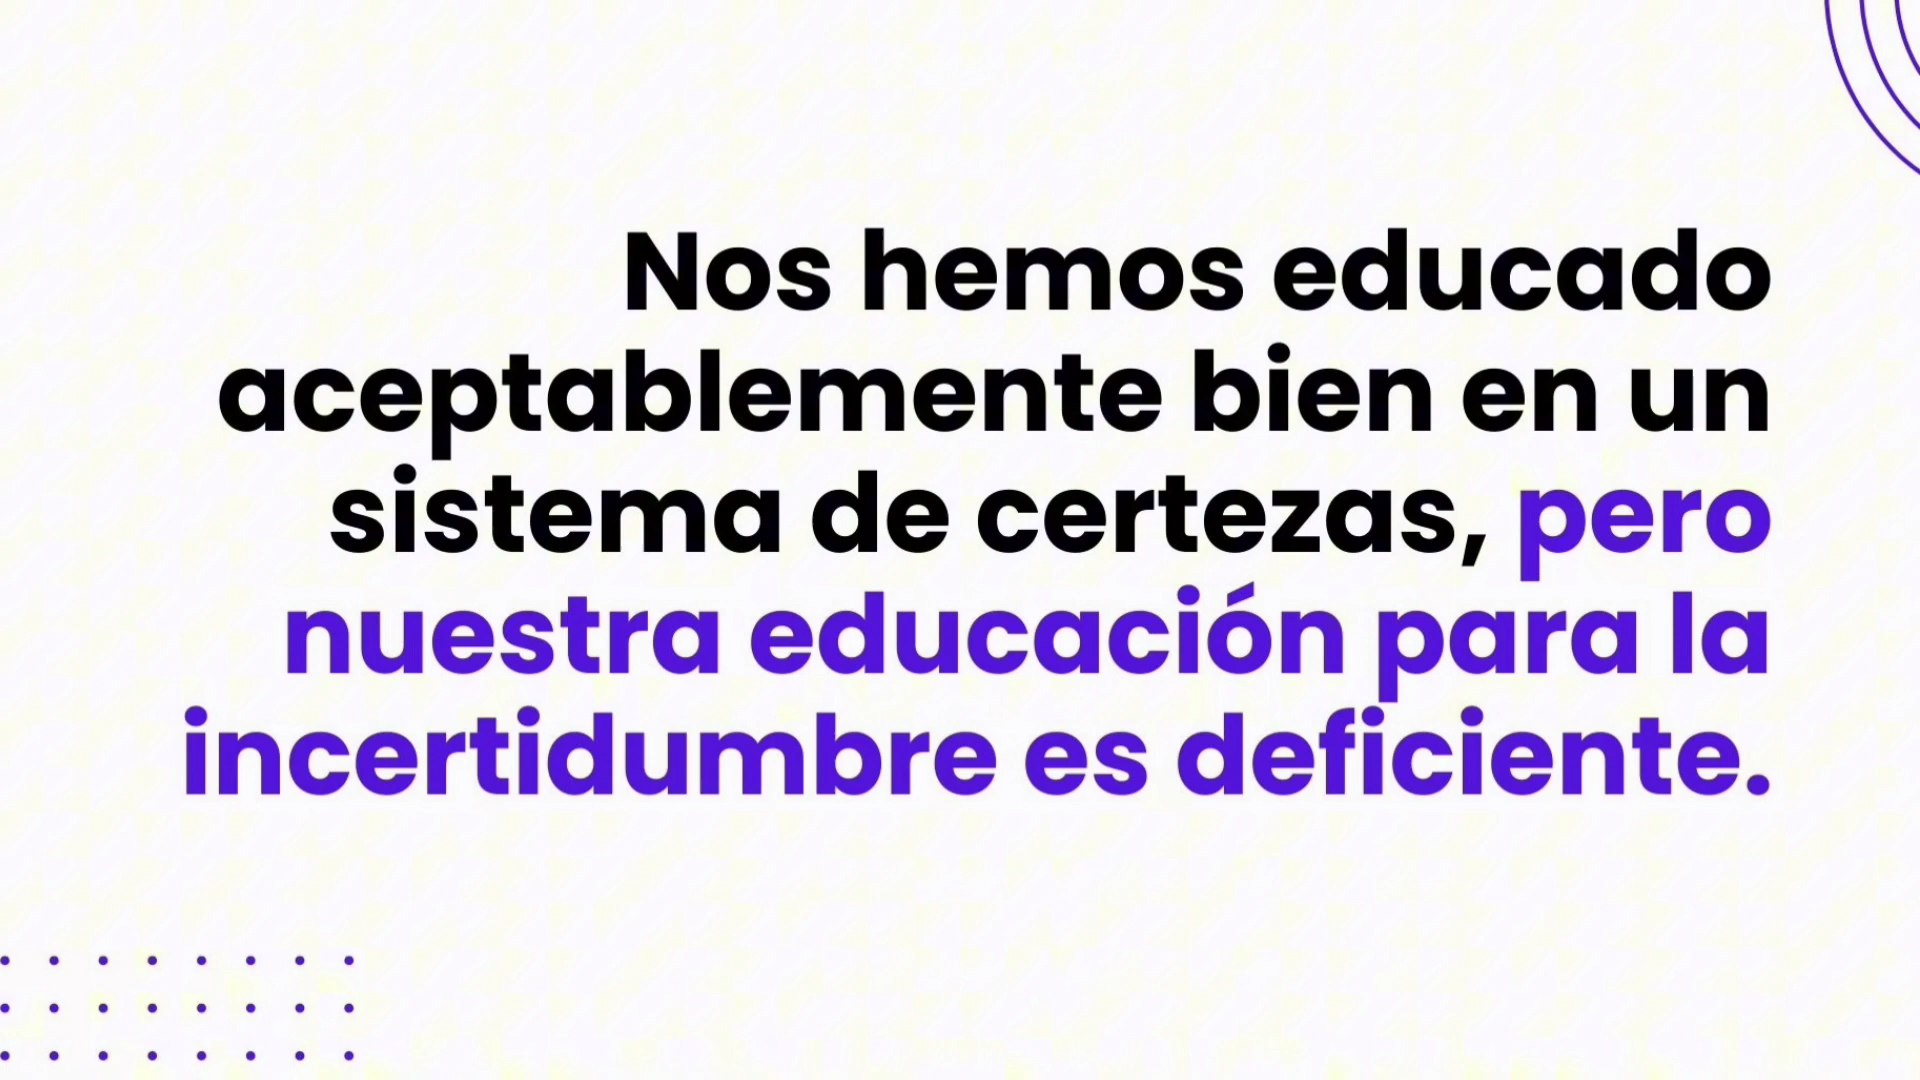 Nos hemos educado
aceptablemente bien en un
sistema de certezas, pero
nuestra educación para la
incertidumbre es deficiente.